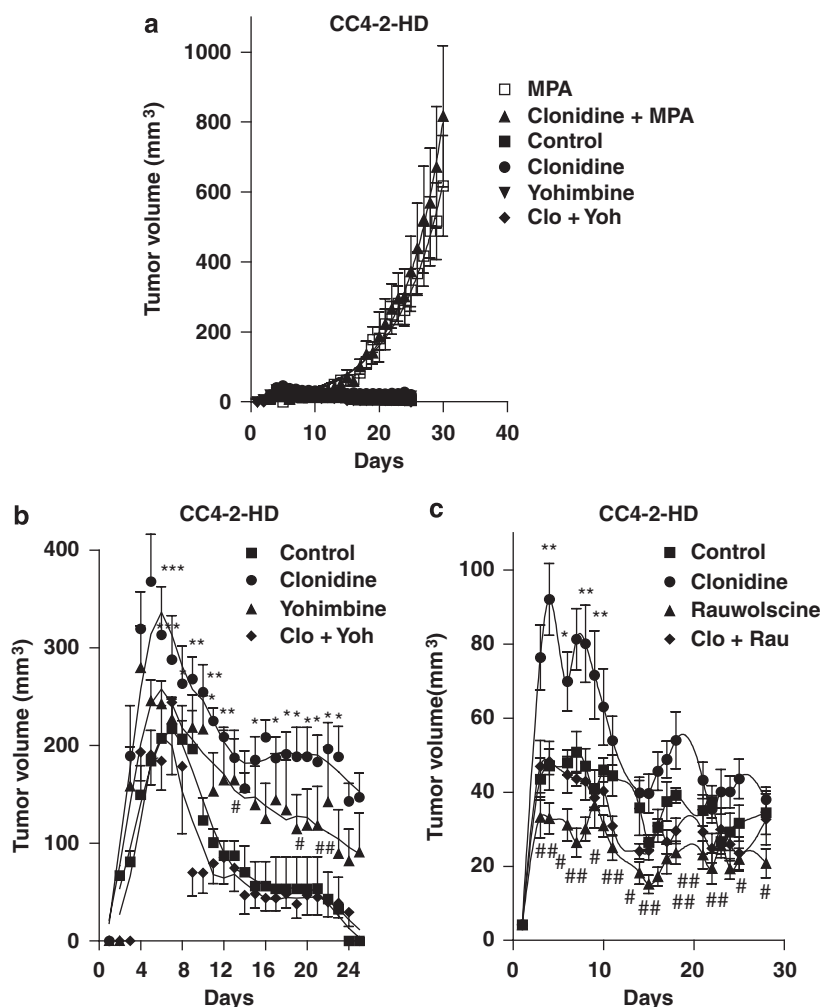 a
CC4-2-HD
Tumor volume (mm³)
1000
800
600
400
200
0
0
10
20
30
40
Days
MPA
Clonidine + MPA
Control
Clonidine
Yohimbine
Clo + Yoh
b
CC4-2-HD
Tumor volume (mm³)
400
300
200
100
0
0
4
8
12
16
20
24
Days
Control
Clonidine
Yohimbine
Clo + Yoh
***
***
**
*
**
*
**
* *
** **
**
#
#
##
c
CC4-2-HD
Tumor volume(mm³)
100
80
60
40
20
0
0
10
20
30
Days
Control
Clonidine
Rauwolscine
Clo + Rau
**
*
**
**
##
#
##
#
##
#
##
##
##
##
#
#